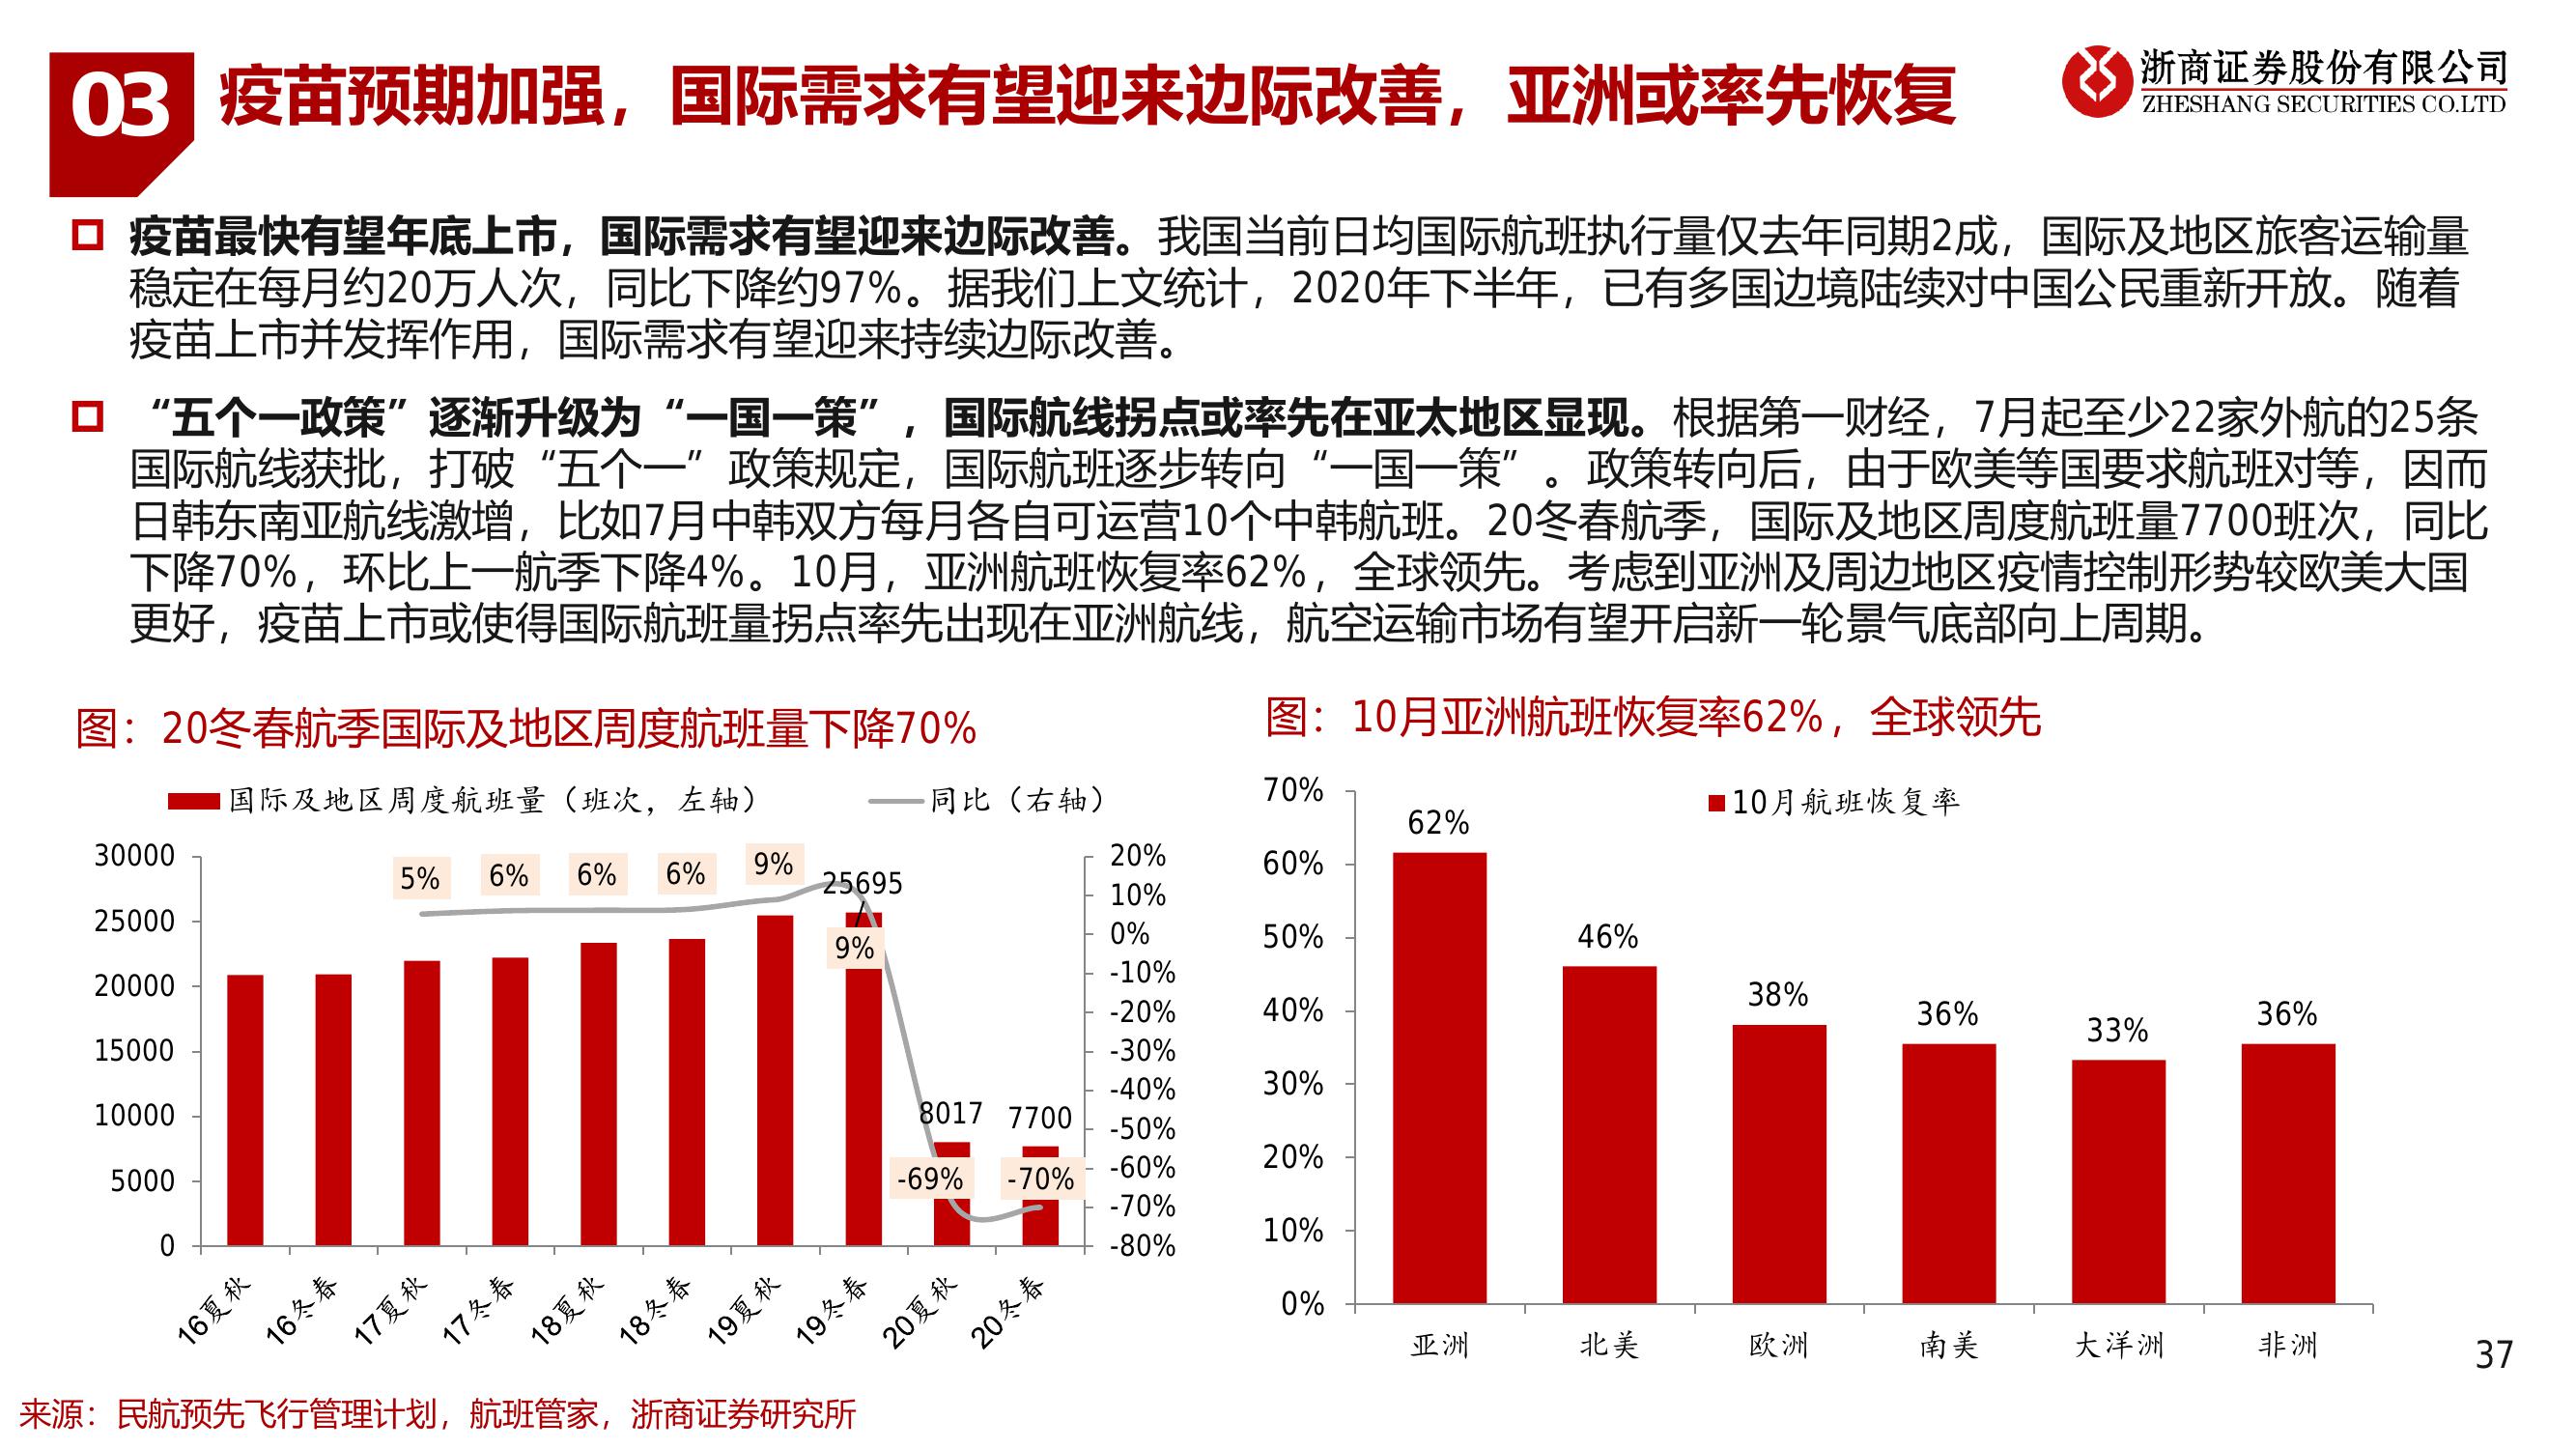 03
疫苗预期加强，国际需求有望迎来边际改善，亚洲或率先恢复
浙商证券股份有限公司
ZHESHANG SECURITIES CO.LTD
疫苗最快有望年底上市，国际需求有望迎来边际改善。我国当前日均国际航班执行量仅去年同期2成，国际及地区旅客运输量
稳定在每月约20万人次，同比下降约97%。据我们上文统计，2020年下半年，已有多国边境陆续对中国公民重新开放。随着
疫苗上市并发挥作用，国际需求有望迎来持续边际改善。
“五个一政策”逐渐升级为“一国一策”，国际航线拐点或率先在亚太地区显现。根据第一财经，7月起至少22家外航的25条
国际航线获批，打破“五个一”政策规定，国际航班逐步转向“一国一策”。政策转向后，由于欧美等国要求航班对等，因而
日韩东南亚航线激增，比如7月中韩双方每月各自可运营10个中韩航班。20冬春航季，国际及地区周度航班量7700班次，同比
下降70%，环比上一航季下降4%。10月，亚洲航班恢复率62%，全球领先。考虑到亚洲及周边地区疫情控制形势较欧美大国
更好，疫苗上市或使得国际航班量拐点率先出现在亚洲航线，航空运输市场有望开启新一轮景气底部向上周期。
图：20冬春航季国际及地区周度航班量下降70%
国际及地区周度航班量（班次，左轴）
同比（右轴）
30000
25000
20000
15000
10000
5000
0
5%
6%
6%
6%
9%
25695
9%
8017
7700
-69%
-70%
20%
10%
0%
-10%
-20%
-30%
-40%
-50%
-60%
-70%
-80%
16夏秋
16冬春
17夏秋
17冬春
18夏秋
18冬春
19夏秋
19冬春
20夏秋
20冬春
图：10月亚洲航班恢复率62%，全球领先
10月航班恢复率
70%
60%
50%
40%
30%
20%
10%
0%
62%
46%
38%
36%
33%
36%
亚洲
北美
欧洲
南美
大洋洲
非洲
37
来源：民航预先飞行管理计划，航班管家，浙商证券研究所